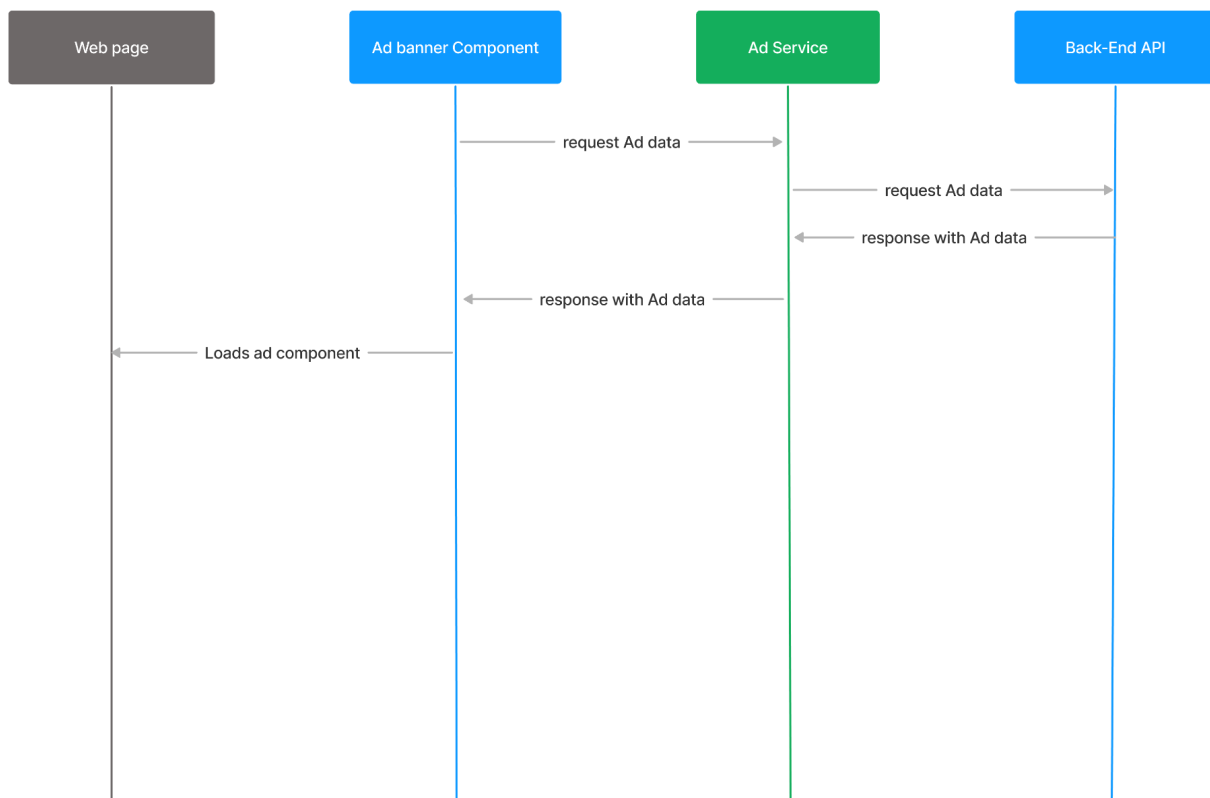 Web page
Ad banner Component
Ad Service
Back-End API
request Ad data
request Ad data
response with Ad data
response with Ad data
Loads ad component